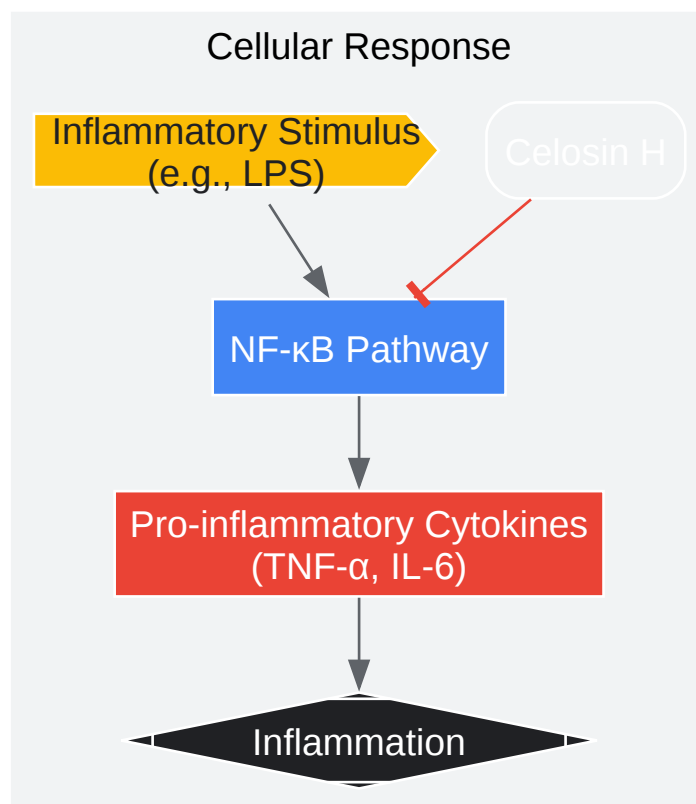 Cellular Response
Inflammatory Stimulus
(e.g., LPS)
Celosin H
NF-κB Pathway
Pro-inflammatory Cytokines
(TNF-α, IL-6)
Inflammation